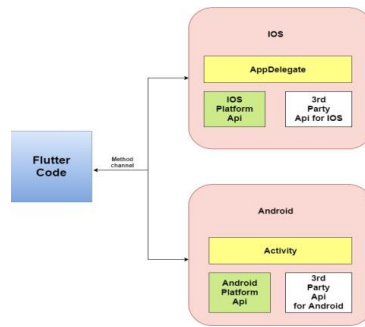 IOS
AppDelegate
IOS
Platform
Api
3rd
Party
Api for IOS
Flutter
Code
Method
channel
Android
Activity
Android
Platform
Api
3rd
Party
Api
for Android